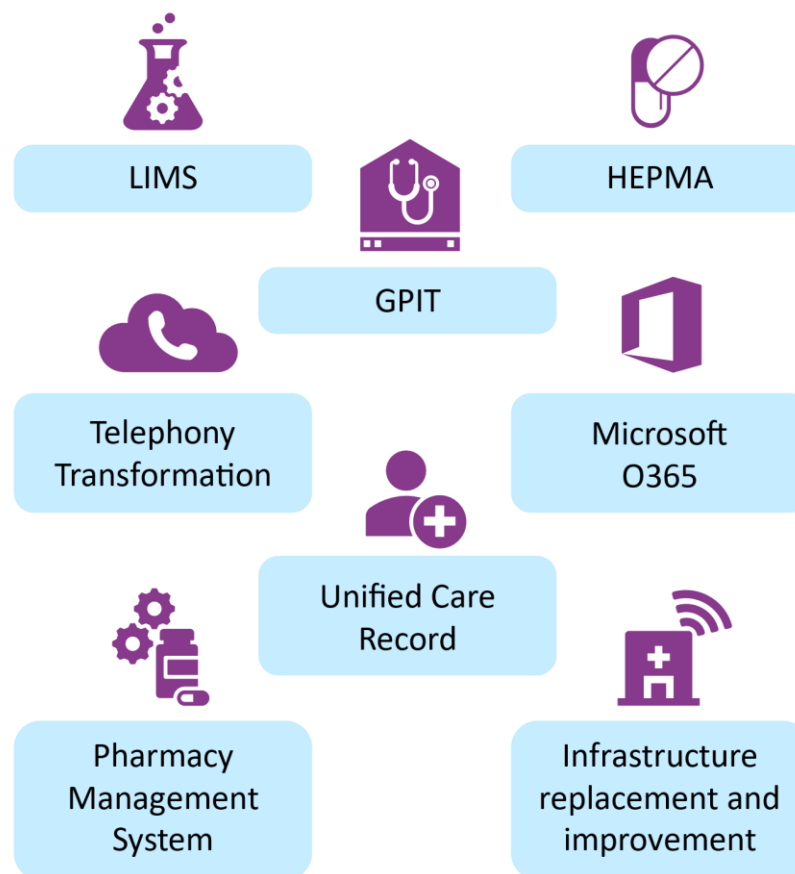 LIMS
HEPMA
GPIT
Telephony
Transformation
Microsoft
O365
Unified Care
Record
Pharmacy
Management
System
Infrastructure
replacement and
improvement